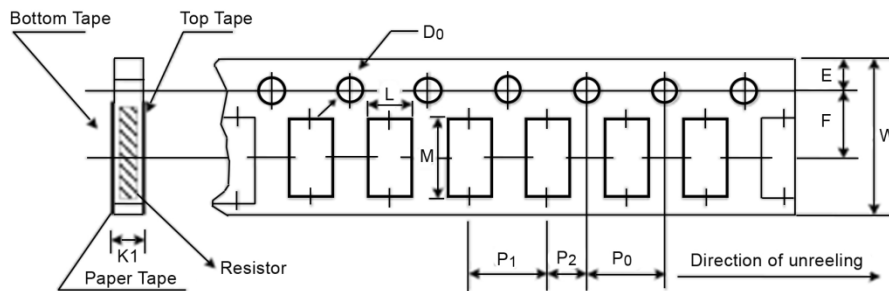 Bottom Tape
Top Tape
D0
E
L
F
W
M
K1
P1
P2
P0
Resistor
Direction of unreeling
Paper Tape